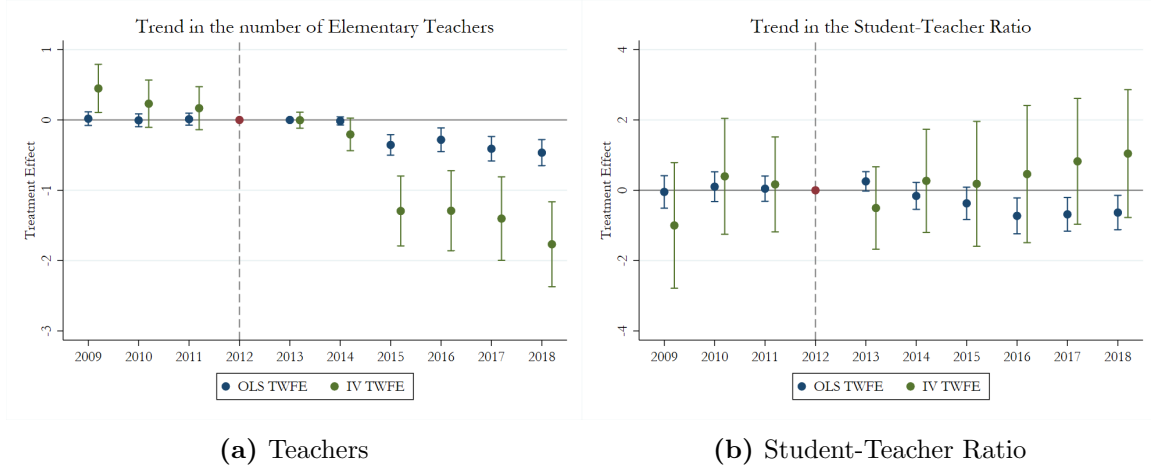 Trend in the number of Elementary Teachers
Treatment Effect
1
0
-1
-2
-3
2009 2010 2011 2012 2013 2014 2015 2016 2017 2018
OLS TWFE IV TWFE
(a) Teachers
Trend in the Student-Teacher Ratio
Treatment Effect
4
2
0
-2
-4
2009 2010 2011 2012 2013 2014 2015 2016 2017 2018
OLS TWFE IV TWFE
(b) Student-Teacher Ratio